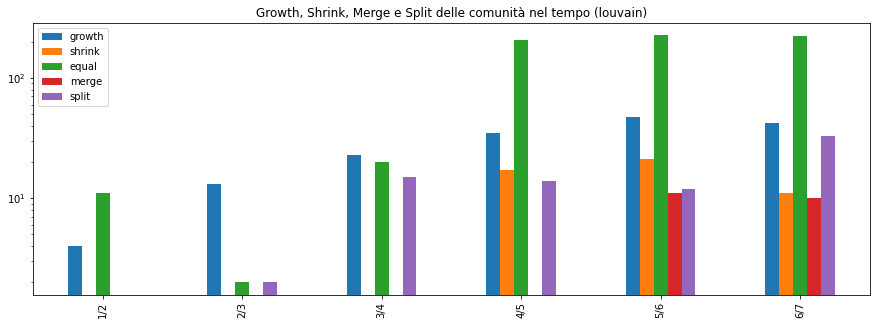 Growth, Shrink, Merge e Split delle comunità nel tempo (louvain)
growth
shrink
equal
merge
split
10²
10¹
1/2
2/3
3/4
4/5
5/6
6/7